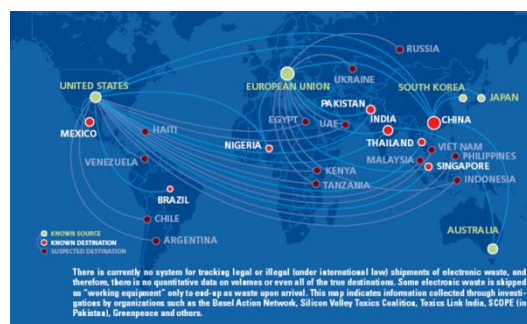 RUSSIA
UNITED STATES
EUROPEAN UNION
UKRAINE
SOUTH KOREA
JAPAN
PAKISTAN
MEXICO
HAITI
EGYPT
UAE
INDIA
CHINA
NIGERIA
THAILAND
VIET NAM
VENEZUELA
MALAYSIA
PHILIPPINES
KENYA
SINGAPORE
TANZANIA
INDONESIA
BRAZIL
CHILE
AUSTRALIA
ARGENTINA
KNOWN SOURCE
KNOWN DESTINATION
SUSPECTED DESTINATION
There is currently no system for tracking legal or illegal (under international law) shipments of electronic waste, and
therefore, there is no quantitative data on volumes or even all of the true destinations. Some electronic waste is shipped
as "working equipment" only to end-up as waste upon arrival. This map indicates information collected through investi-
gations by organizations such as the Basel Action Network, Silicon Valley Toxics Coalition, Toxics Link India, SCOPE (in
Pakistan), Greenpeace and others.